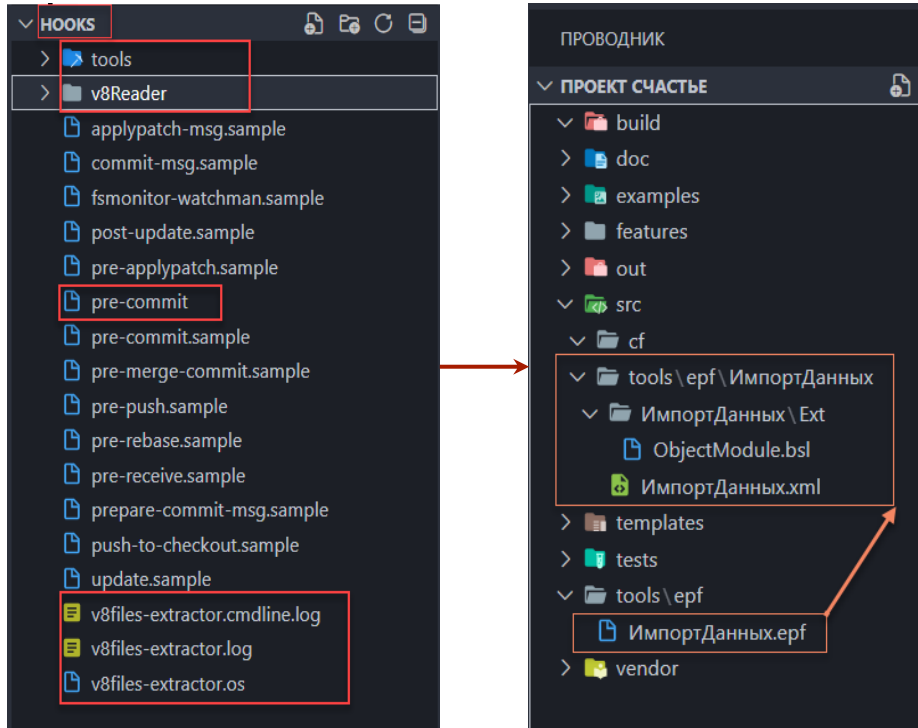 HOOKS
tools
v8Reader
applypatch-msg.sample
commit-msg.sample
fsmonitor-watchman.sample
post-update.sample
pre-applypatch.sample
pre-commit
pre-commit.sample
pre-merge-commit.sample
pre-push.sample
pre-rebase.sample
pre-receive.sample
prepare-commit-msg.sample
push-to-checkout.sample
update.sample
v8files-extractor.cmdline.log
v8files-extractor.log
v8files-extractor.os
ПРОВОДНИК
ПРОЕКТ СЧАСТЬЕ
build
doc
examples
features
out
src
cf
tools\epf\ИмпортДанных
ИмпортДанных\Ext
ObjectModule.bsl
ИмпортДанных.xml
templates
tests
tools\epf
ИмпортДанных.epf
vendor